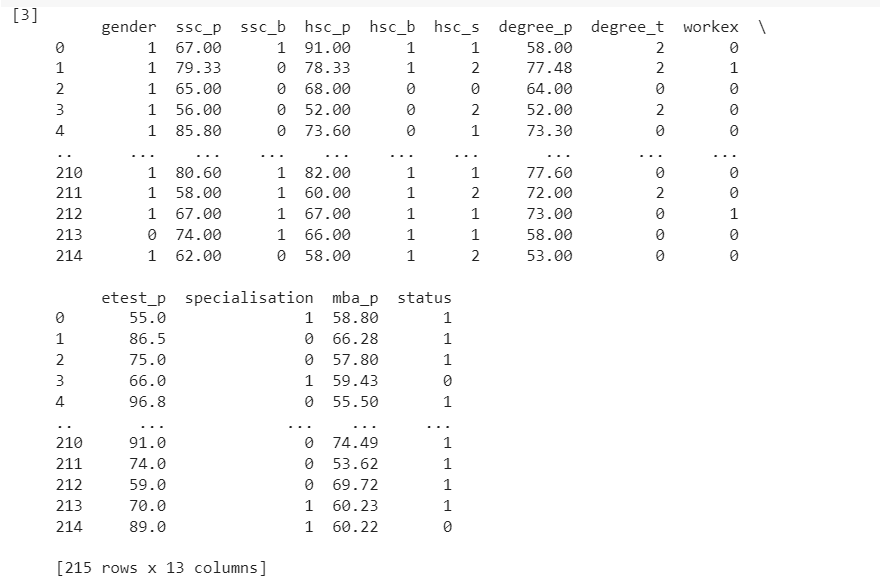 [3]
gender ssc_p ssc_b hsc_p hsc_b hsc_s degree_p degree_t workex \
0 1 67.00 1 91.00 1 1 58.00 2 0
1 1 79.33 0 78.33 1 2 77.48 2 1
2 1 65.00 0 68.00 0 0 64.00 0 0
3 1 56.00 0 52.00 0 2 52.00 2 0
4 1 85.80 0 73.60 0 1 73.30 0 0
.. ... ... ... ... ... ... ... ... ...
210 1 80.60 1 82.00 1 1 77.60 0 0
211 1 58.00 1 60.00 1 2 72.00 2 0
212 1 67.00 1 67.00 1 1 73.00 0 1
213 0 74.00 1 66.00 1 1 58.00 0 0
214 1 62.00 0 58.00 1 2 53.00 0 0
etest_p specialisation mba_p status
0 55.0 1 58.80 1
1 86.5 0 66.28 1
2 75.0 0 57.80 1
3 66.0 1 59.43 0
4 96.8 0 55.50 1
.. ... ... ... ...
210 91.0 0 74.49 1
211 74.0 0 53.62 1
212 59.0 0 69.72 1
213 70.0 1 60.23 1
214 89.0 1 60.22 0
[215 rows x 13 columns]